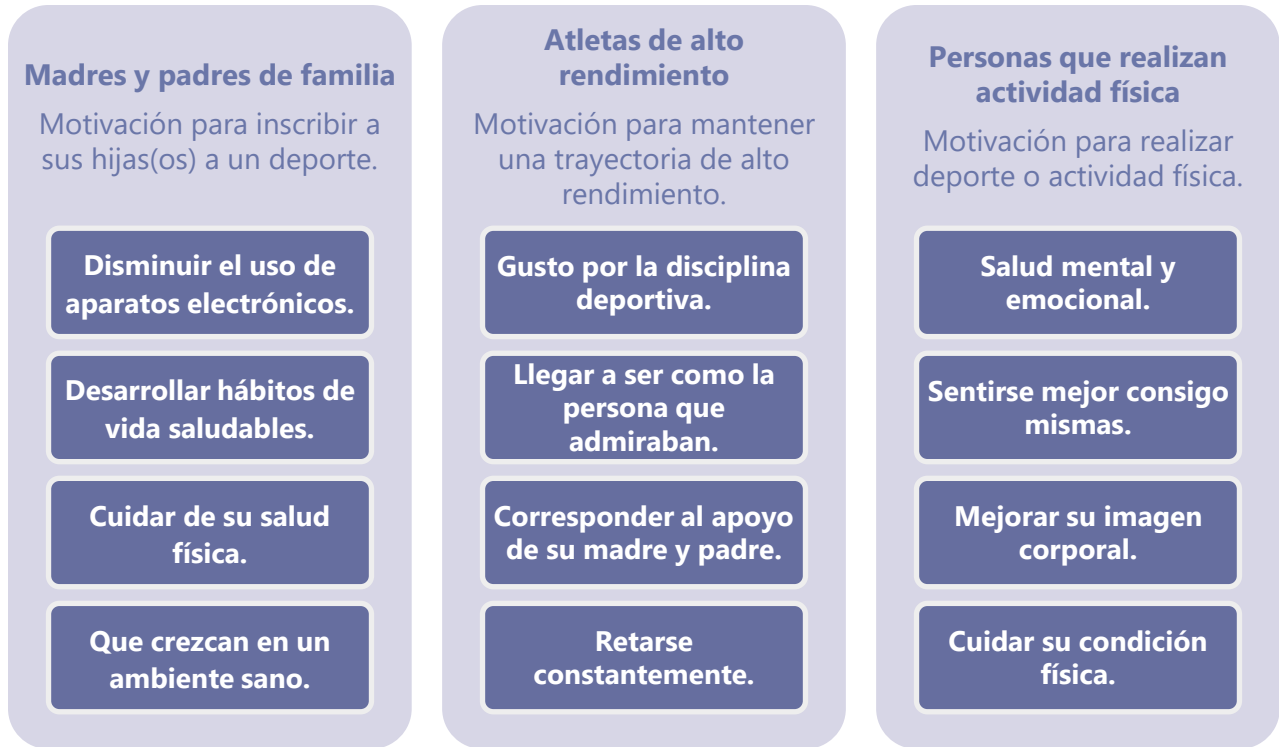 Madres y padres de familia
Motivación para inscribir a
sus hijas(os) a un deporte.
Disminuir el uso de
aparatos electrónicos.
Desarrollar hábitos de
vida saludables.
Cuidar de su salud
física.
Que crezcan en un
ambiente sano.
Atletas de alto
rendimiento
Motivación para mantener
una trayectoria de alto
rendimiento.
Gusto por la disciplina
deportiva.
Llegar a ser como la
persona que
admiraban.
Corresponder al apoyo
de su madre y padre.
Retarse
constantemente.
Personas que realizan
actividad física
Motivación para realizar
deporte o actividad física.
Salud mental y
emocional.
Sentirse mejor consigo
mismas.
Mejorar su imagen
corporal.
Cuidar su condición
física.